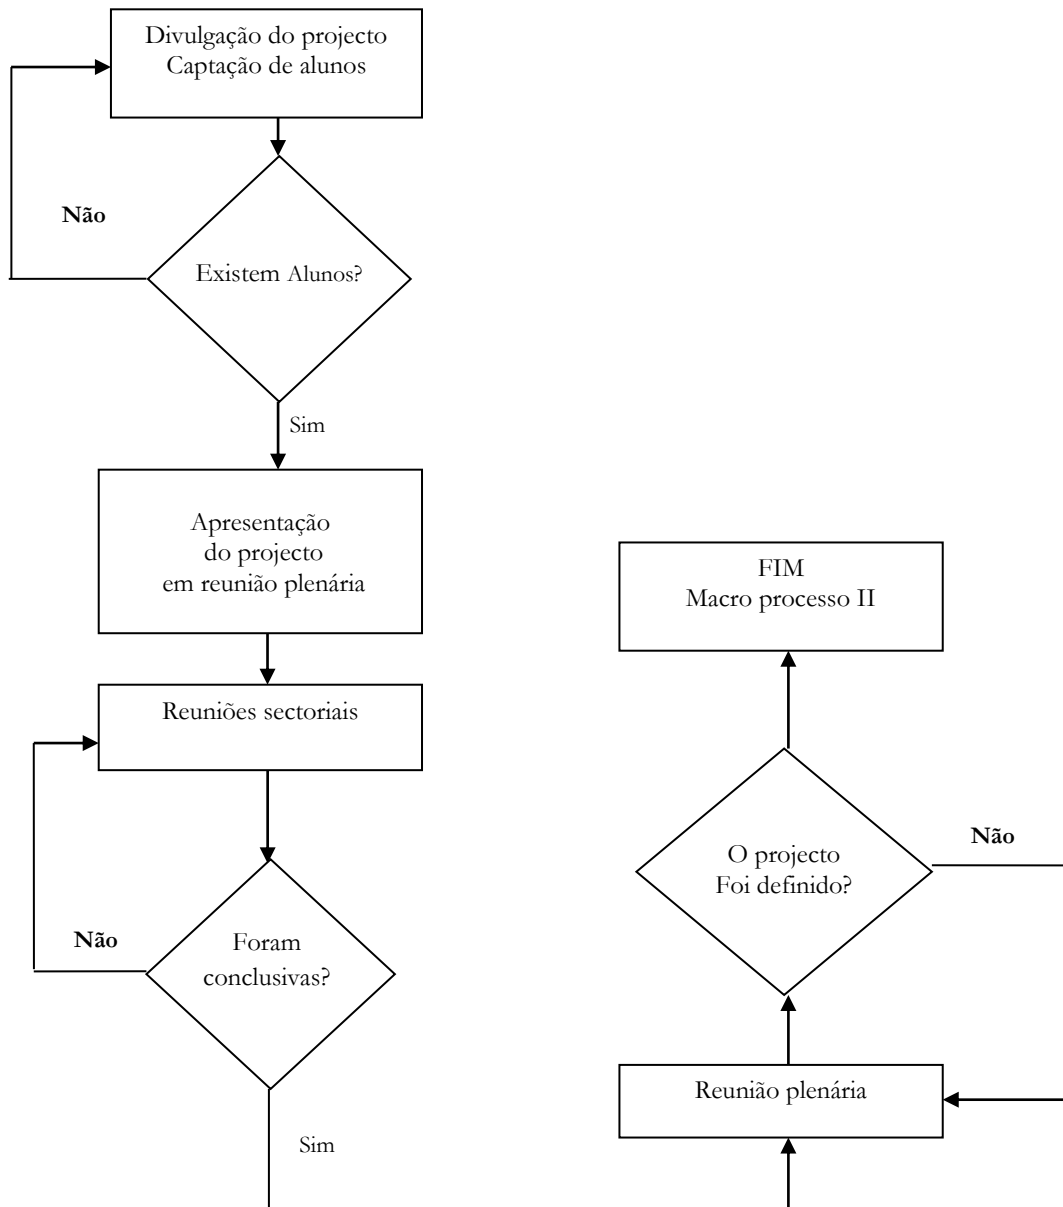 Divulgação do projecto
Captação de alunos
Não
Existem Alunos?
Sim
Apresentação
do projecto
em reunião plenária
Reuniões sectoriais
Não
Foram
conclusivas?
Sim
FIM
Macro processo II
Não
O projecto
Foi definido?
Reunião plenária